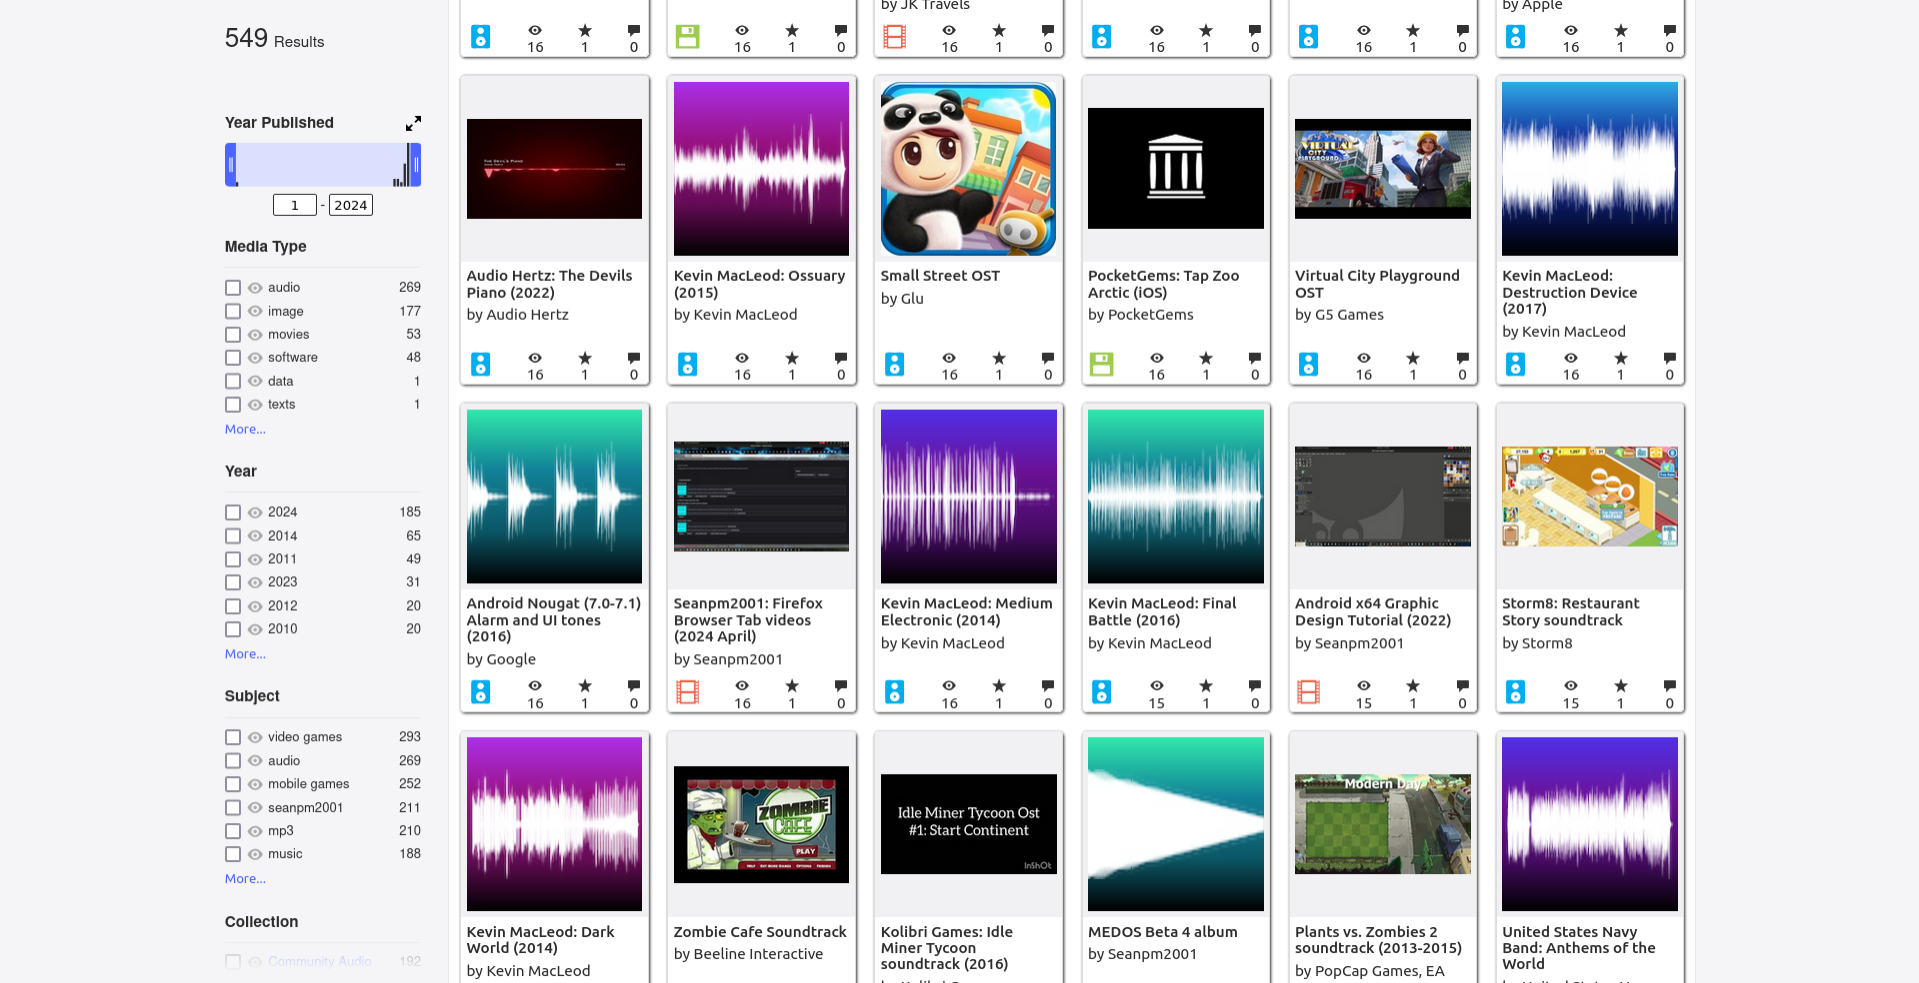 549 Results
Year Published
1 - 2024
Media Type
audio 269
image 177
movies 53
software 48
data 1
texts 1
More...
Year
2024 185
2014 65
2011 49
2023 31
2012 20
2010 20
More...
Subject
video games 293
audio 269
mobile games 252
seanpm2001 211
mp3 210
music 188
More...
Collection
Community Audio 192
by JK Travels
by Apple
16 1 0
16 1 0
16 1 0
16 1 0
16 1 0
16 1 0
THE DEVIL'S PIANO
Audio Hertz: The Devils
Piano (2022)
by Audio Hertz
16 1 0
Kevin MacLeod: Ossuary
(2015)
by Kevin MacLeod
16 1 0
Small Street OST
by Glu
16 1 0
PocketGems: Tap Zoo
Arctic (iOS)
by PocketGems
16 1 0
VIRTUAL
CITY
PLAYGROUND
Virtual City Playground
OST
by G5 Games
16 1 0
Kevin MacLeod:
Destruction Device
(2017)
by Kevin MacLeod
16 1 0
Android Nougat (7.0-7.1)
Alarm and UI tones
(2016)
by Google
16 1 0
Seanpm2001: Firefox
Browser Tab videos
(2024 April)
by Seanpm2001
16 1 0
Kevin MacLeod: Medium
Electronic (2014)
by Kevin MacLeod
16 1 0
Kevin MacLeod: Final
Battle (2016)
by Kevin MacLeod
15 1 0
Android x64 Graphic
Design Tutorial (2022)
by Seanpm2001
15 1 0
Storm8: Restaurant
Story soundtrack
by Storm8
15 1 0
Kevin MacLeod: Dark
World (2014)
by Kevin MacLeod
ZOMBIE
CAFE
PLAY
Zombie Cafe Soundtrack
by Beeline Interactive
Idle Miner Tycoon Ost
#1: Start Continent
InShOt
Kolibri Games: Idle
Miner Tycoon
soundtrack (2016)
MEDOS Beta 4 album
by Seanpm2001
Modern Day
Plants vs. Zombies 2
soundtrack (2013-2015)
by PopCap Games, EA
United States Navy
Band: Anthems of the
World